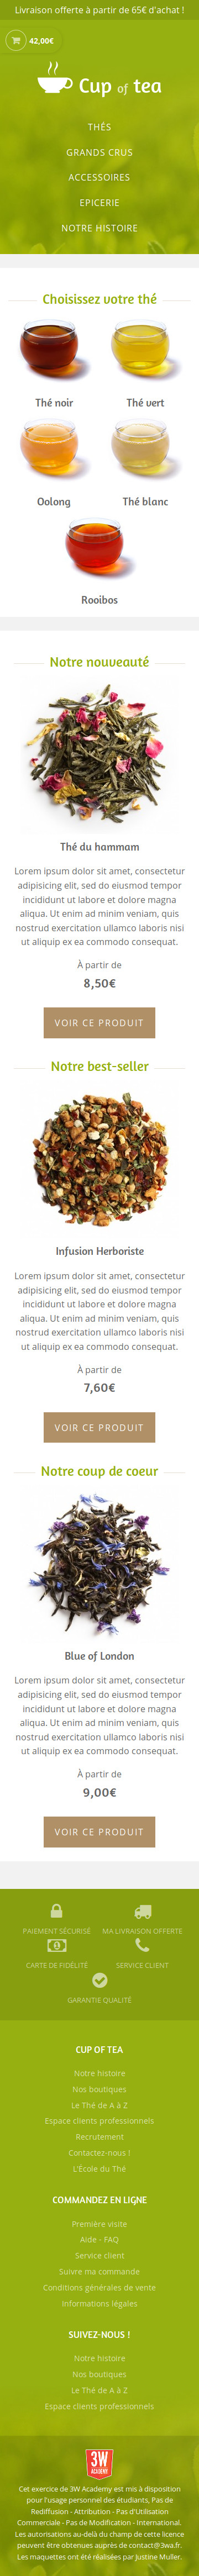 Livraison offerte à partir de 65€ d'achat !
42,00€
Cup of tea
THÉS
GRANDS CRUS
ACCESSOIRES
EPICERIE
NOTRE HISTOIRE
Choisissez votre thé
Thé noir
Thé vert
Oolong
Thé blanc
Rooibos
Notre nouveauté
Thé du hammam
Lorem ipsum dolor sit amet, consectetur
adipisicing elit, sed do eiusmod tempor
incididunt ut labore et dolore magna
aliqua. Ut enim ad minim veniam, quis
nostrud exercitation ullamco laboris nisi
ut aliquip ex ea commodo consequat.
À partir de
8,50€
VOIR CE PRODUIT
Notre best-seller
Infusion Herboriste
Lorem ipsum dolor sit amet, consectetur
adipisicing elit, sed do eiusmod tempor
incididunt ut labore et dolore magna
aliqua. Ut enim ad minim veniam, quis
nostrud exercitation ullamco laboris nisi
ut aliquip ex ea commodo consequat.
À partir de
7,60€
VOIR CE PRODUIT
Notre coup de coeur
Blue of London
Lorem ipsum dolor sit amet, consectetur
adipisicing elit, sed do eiusmod tempor
incididunt ut labore et dolore magna
aliqua. Ut enim ad minim veniam, quis
nostrud exercitation ullamco laboris nisi
ut aliquip ex ea commodo consequat.
À partir de
9,00€
VOIR CE PRODUIT
PAIEMENT SÉCURISÉ
MA LIVRAISON OFFERTE
CARTE DE FIDÉLITÉ
SERVICE CLIENT
GARANTIE QUALITÉ
CUP OF TEA
Notre histoire
Nos boutiques
Le Thé de A à Z
Espace clients professionnels
Recrutement
Contactez-nous !
L'École du Thé
COMMANDEZ EN LIGNE
Première visite
Aide - FAQ
Service client
Suivre ma commande
Conditions générales de vente
Informations légales
SUIVEZ-NOUS !
Notre histoire
Nos boutiques
Le Thé de A à Z
Espace clients professionnels
3W
ACADEMY
Cet exercice de 3W Academy est mis à disposition
pour l'usage personnel des étudiants, Pas de
Rediffusion - Attribution - Pas d'Utilisation
Commerciale - Pas de Modification - International.
Les autorisations au-delà du champ de cette licence
peuvent être obtenues auprès de contact@3wa.fr.
Les maquettes ont été réalisées par Justine Muller.